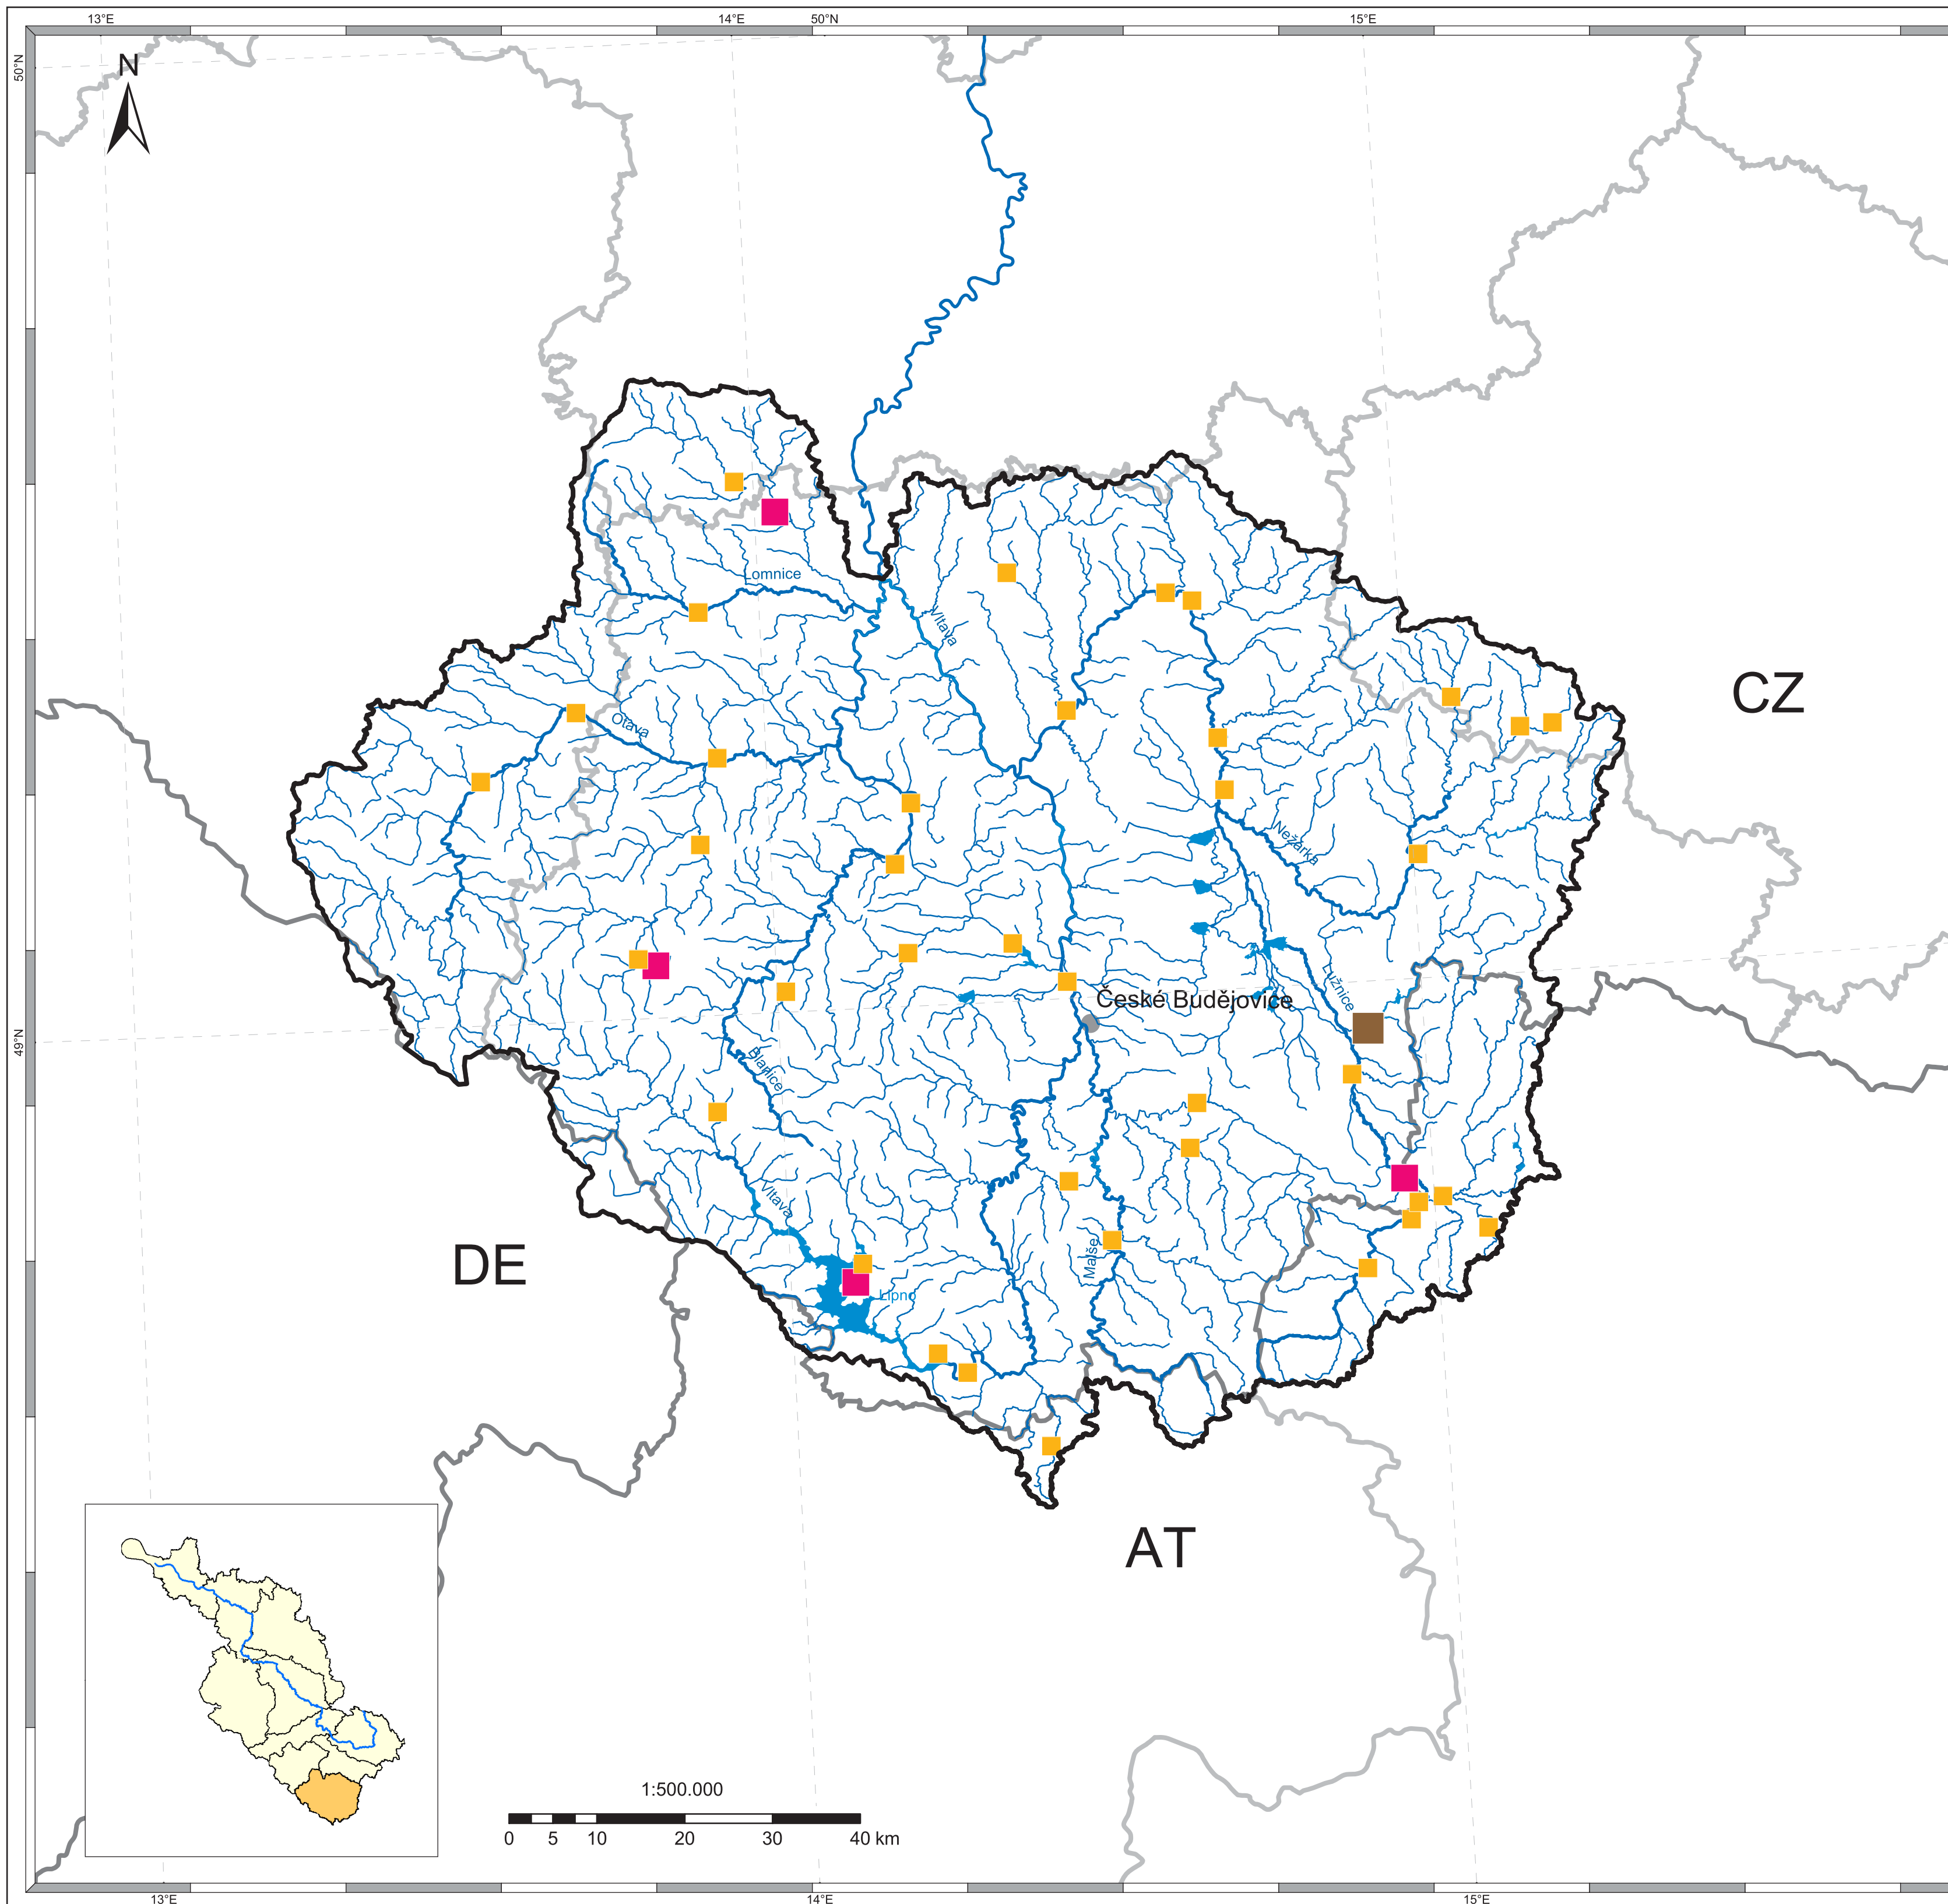 13°E
14°E
50°N
15°E
50°N
N
Lomnice
Vltava
CZ
Otava
Nežárka
Lužnice
České Budějovice
49°N
Blanice
Vltava
Malše
DE
Lipno
AT
1:500.000
0 5 10 20 30 40 km
13°E
14°E
15°E